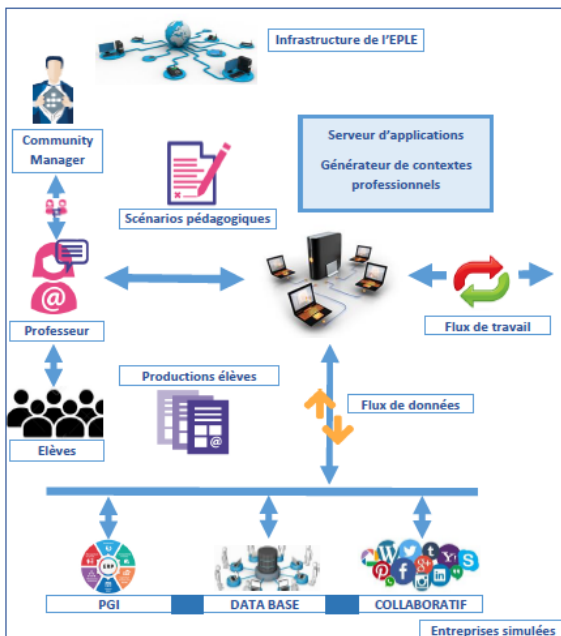 Infrastructure de l'EPLE
Community
Manager
Serveur d'applications
Générateur de contextes
professionnels
Scénarios pédagogiques
Professeur
Flux de travail
Productions élèves
Flux de données
Elèves
ERP
PGI
DATA BASE
COLLABORATIF
Entreprises simulées